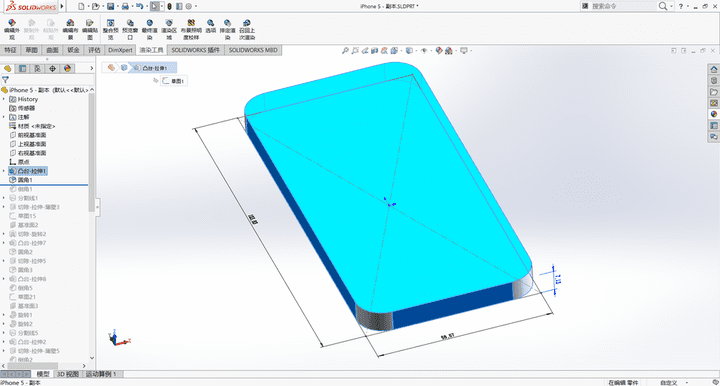 SOLIDWORKS
iPhone 5 - 副本.SLDPRT *
搜索命令
编辑外观
复制外观
粘贴外观
编辑布景
编辑贴图
整合预览
预览窗口
最终渲染
渲染区域
布景照明度校样
选项
排定渲染
召回上次渲染
特征
草图
曲面
钣金
评估
DimXpert
渲染工具
SOLIDWORKS 插件
SOLIDWORKS MBD
凸台-拉伸1
草图1
iPhone 5 - 副本 (默认<<默认>
History
传感器
注解
材质 <未指定>
前视基准面
上视基准面
右视基准面
原点
凸台-拉伸1
圆角1
倒角1
分割线1
切除-拉伸-薄壁3
草图15
基准面2
切除-旋转2
凸台-拉伸7
圆角2
切除-拉伸5
圆角3
凸台-拉伸8
倒角5
草图21
基准面3
旋转1
旋转2
分割线5
凸台-拉伸2
切除-拉伸-薄壁5
倒角2
58.57
模型
3D 视图
运动算例 1
iPhone 5 - 副本
在编辑 零件
自定义